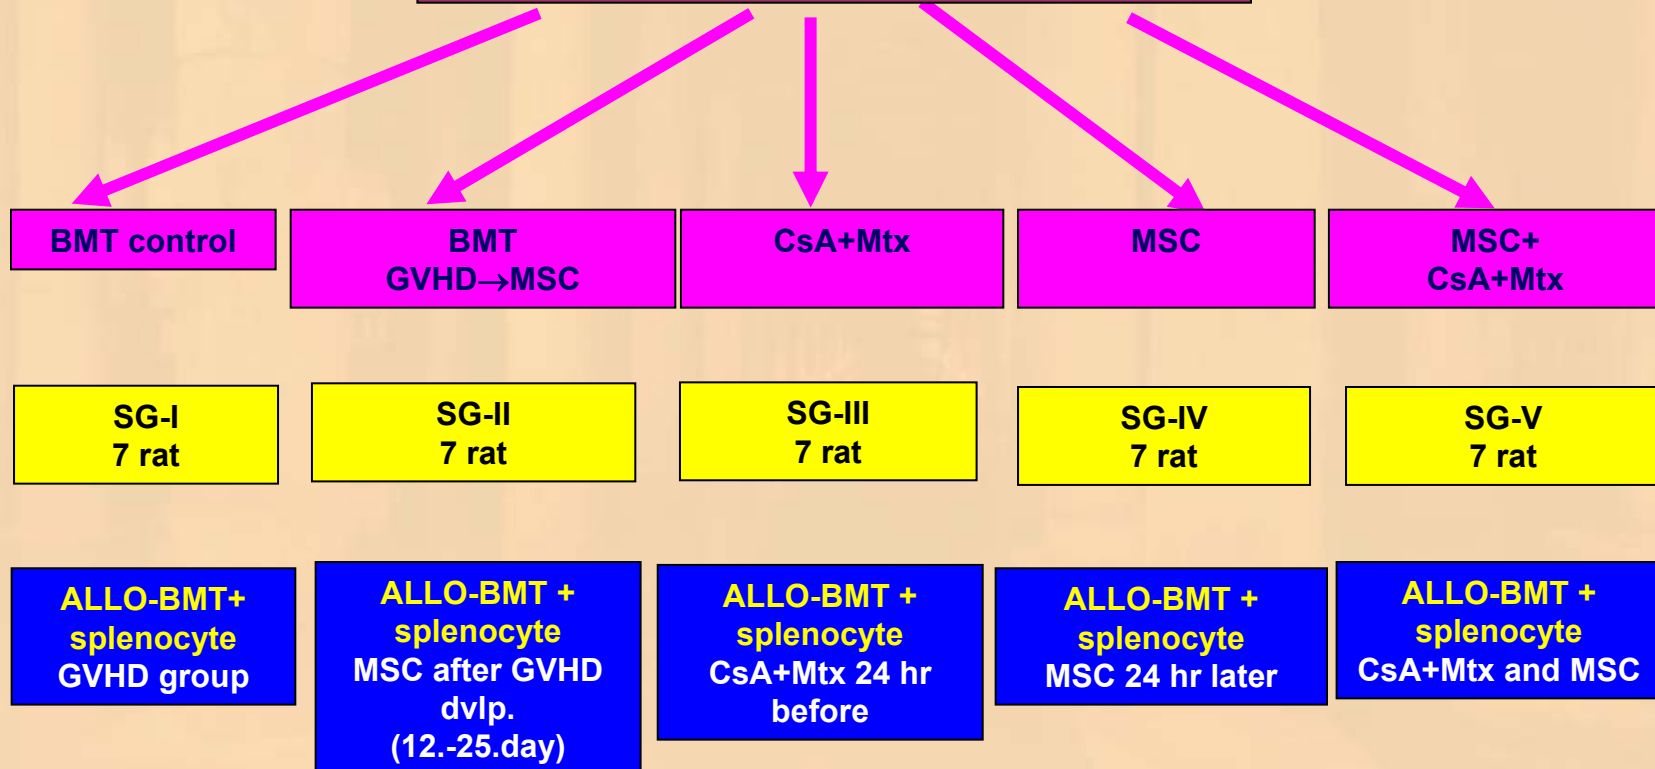 BMT control
BMT
GVHD→MSC
CsA+Mtx
MSC
MSC+
CsA+Mtx
SG-I
7 rat
SG-II
7 rat
SG-III
7 rat
SG-IV
7 rat
SG-V
7 rat
ALLO-BMT+
splenocyte
GVHD group
ALLO-BMT +
splenocyte
MSC after GVHD
dvlp.
(12.-25.day)
ALLO-BMT +
splenocyte
CsA+Mtx 24 hr
before
ALLO-BMT +
splenocyte
MSC 24 hr later
ALLO-BMT +
splenocyte
CsA+Mtx and MSC